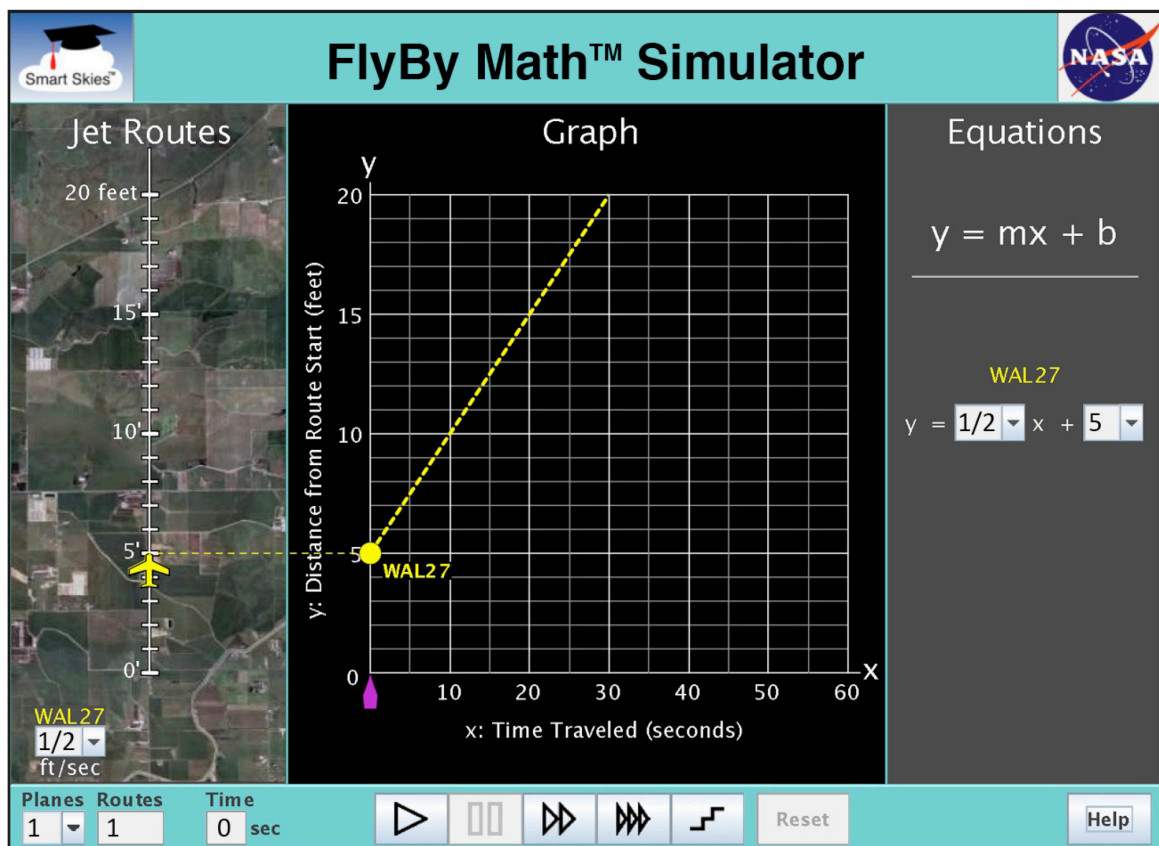 Smart Skies™
FlyBy Math™ Simulator
NASA
Jet Routes
20 feet
15'
10'
5'
0'
WAL27
1/2
ft/sec
Graph
y
20
15
10
5
0
y: Distance from Route Start (feet)
WAL27
10 20 30 40 50 60
x
x: Time Traveled (seconds)
Equations
y = mx + b
WAL27
y = 1/2 x + 5
Planes Routes Time
1 1 0 sec
Reset
Help